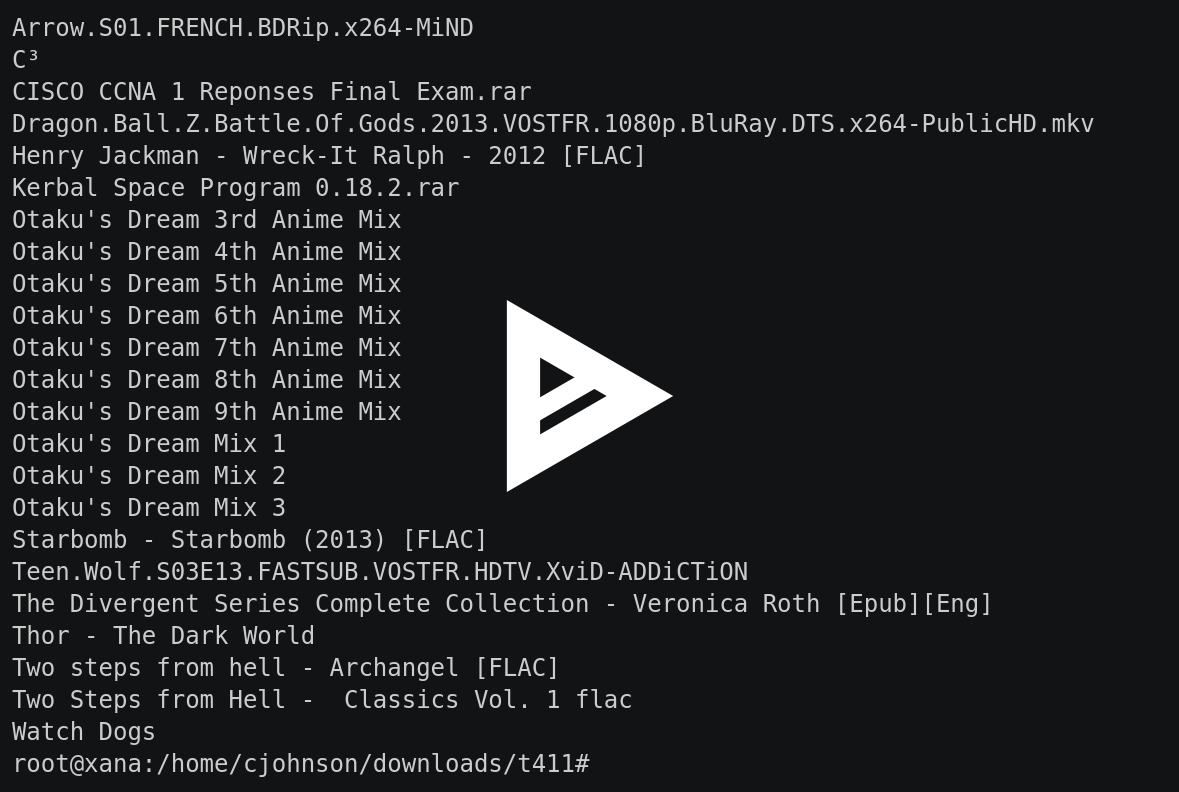 Arrow.S01.FRENCH.BDRip.x264-MiND
C³
CISCO CCNA 1 Reponses Final Exam.rar
Dragon.Ball.Z.Battle.Of.Gods.2013.VOSTFR.1080p.BluRay.DTS.x264-PublicHD.mkv
Henry Jackman - Wreck-It Ralph - 2012 [FLAC]
Kerbal Space Program 0.18.2.rar
Otaku's Dream 3rd Anime Mix
Otaku's Dream 4th Anime Mix
Otaku's Dream 5th Anime Mix
Otaku's Dream 6th Anime Mix
Otaku's Dream 7th Anime Mix
Otaku's Dream 8th Anime Mix
Otaku's Dream 9th Anime Mix
Otaku's Dream Mix 1
Otaku's Dream Mix 2
Otaku's Dream Mix 3
Starbomb - Starbomb (2013) [FLAC]
Teen.Wolf.S03E13.FASTSUB.VOSTFR.HDTV.XviD-ADDiCTiON
The Divergent Series Complete Collection - Veronica Roth [Epub][Eng]
Thor - The Dark World
Two steps from hell - Archangel [FLAC]
Two Steps from Hell -  Classics Vol. 1 flac
Watch Dogs
root@xana:/home/cjohnson/downloads/t411#